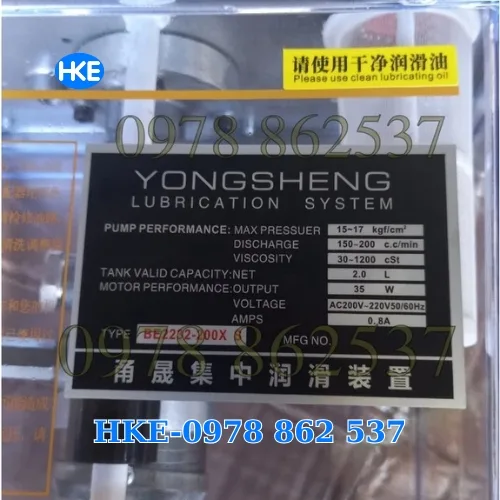 HKE
请使用干净润滑油
Please use clean lubricating oil
0978 862537
YONGSHENG
LUBRICATION SYSTEM
PUMP PERFORMANCE: MAX PRESSUER 15~17 kgf/cm²
DISCHARGE 150-200 c.c/min
VISCOSITY 30-1200 cSt
TANK VALID CAPACITY: NET 2.0 L
MOTOR PERFORMANCE: OUTPUT 35 W
VOLTAGE AC200V~220V50/60Hz
AMPS 0.8A
TYPE BE2232-200X
MFG NO.
0978 862537
甬晟集中润滑装置
HKE-0978 862 537